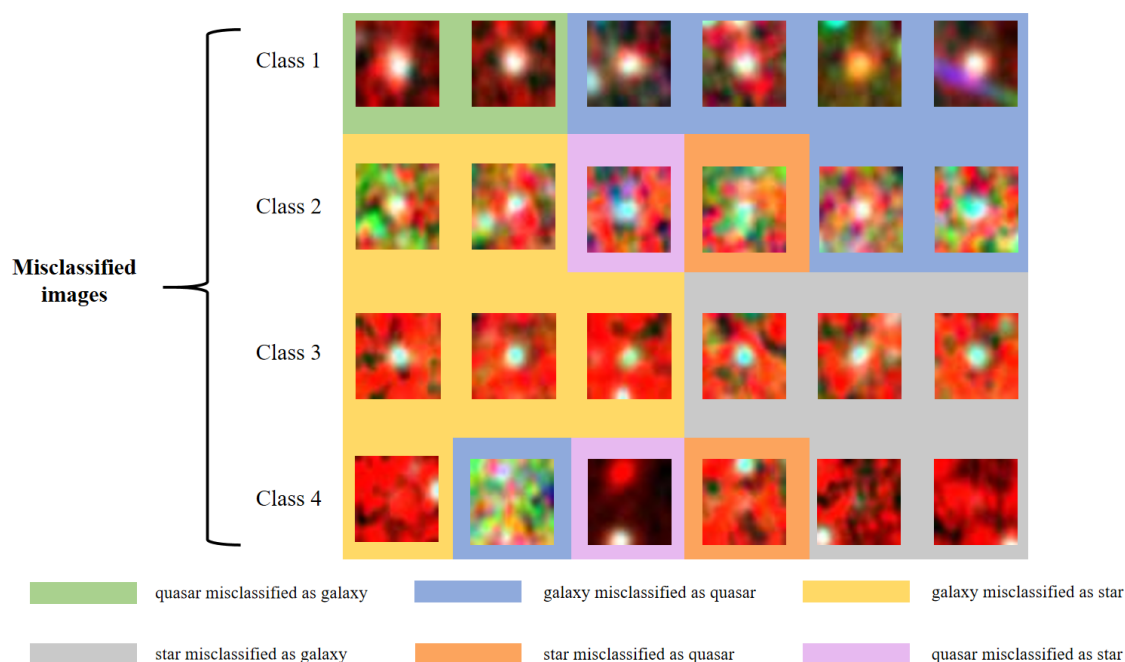 Class 1
Class 2
Misclassified
images
Class 3
Class 4
quasar misclassified as galaxy
galaxy misclassified as quasar
galaxy misclassified as star
star misclassified as galaxy
star misclassified as quasar
quasar misclassified as star